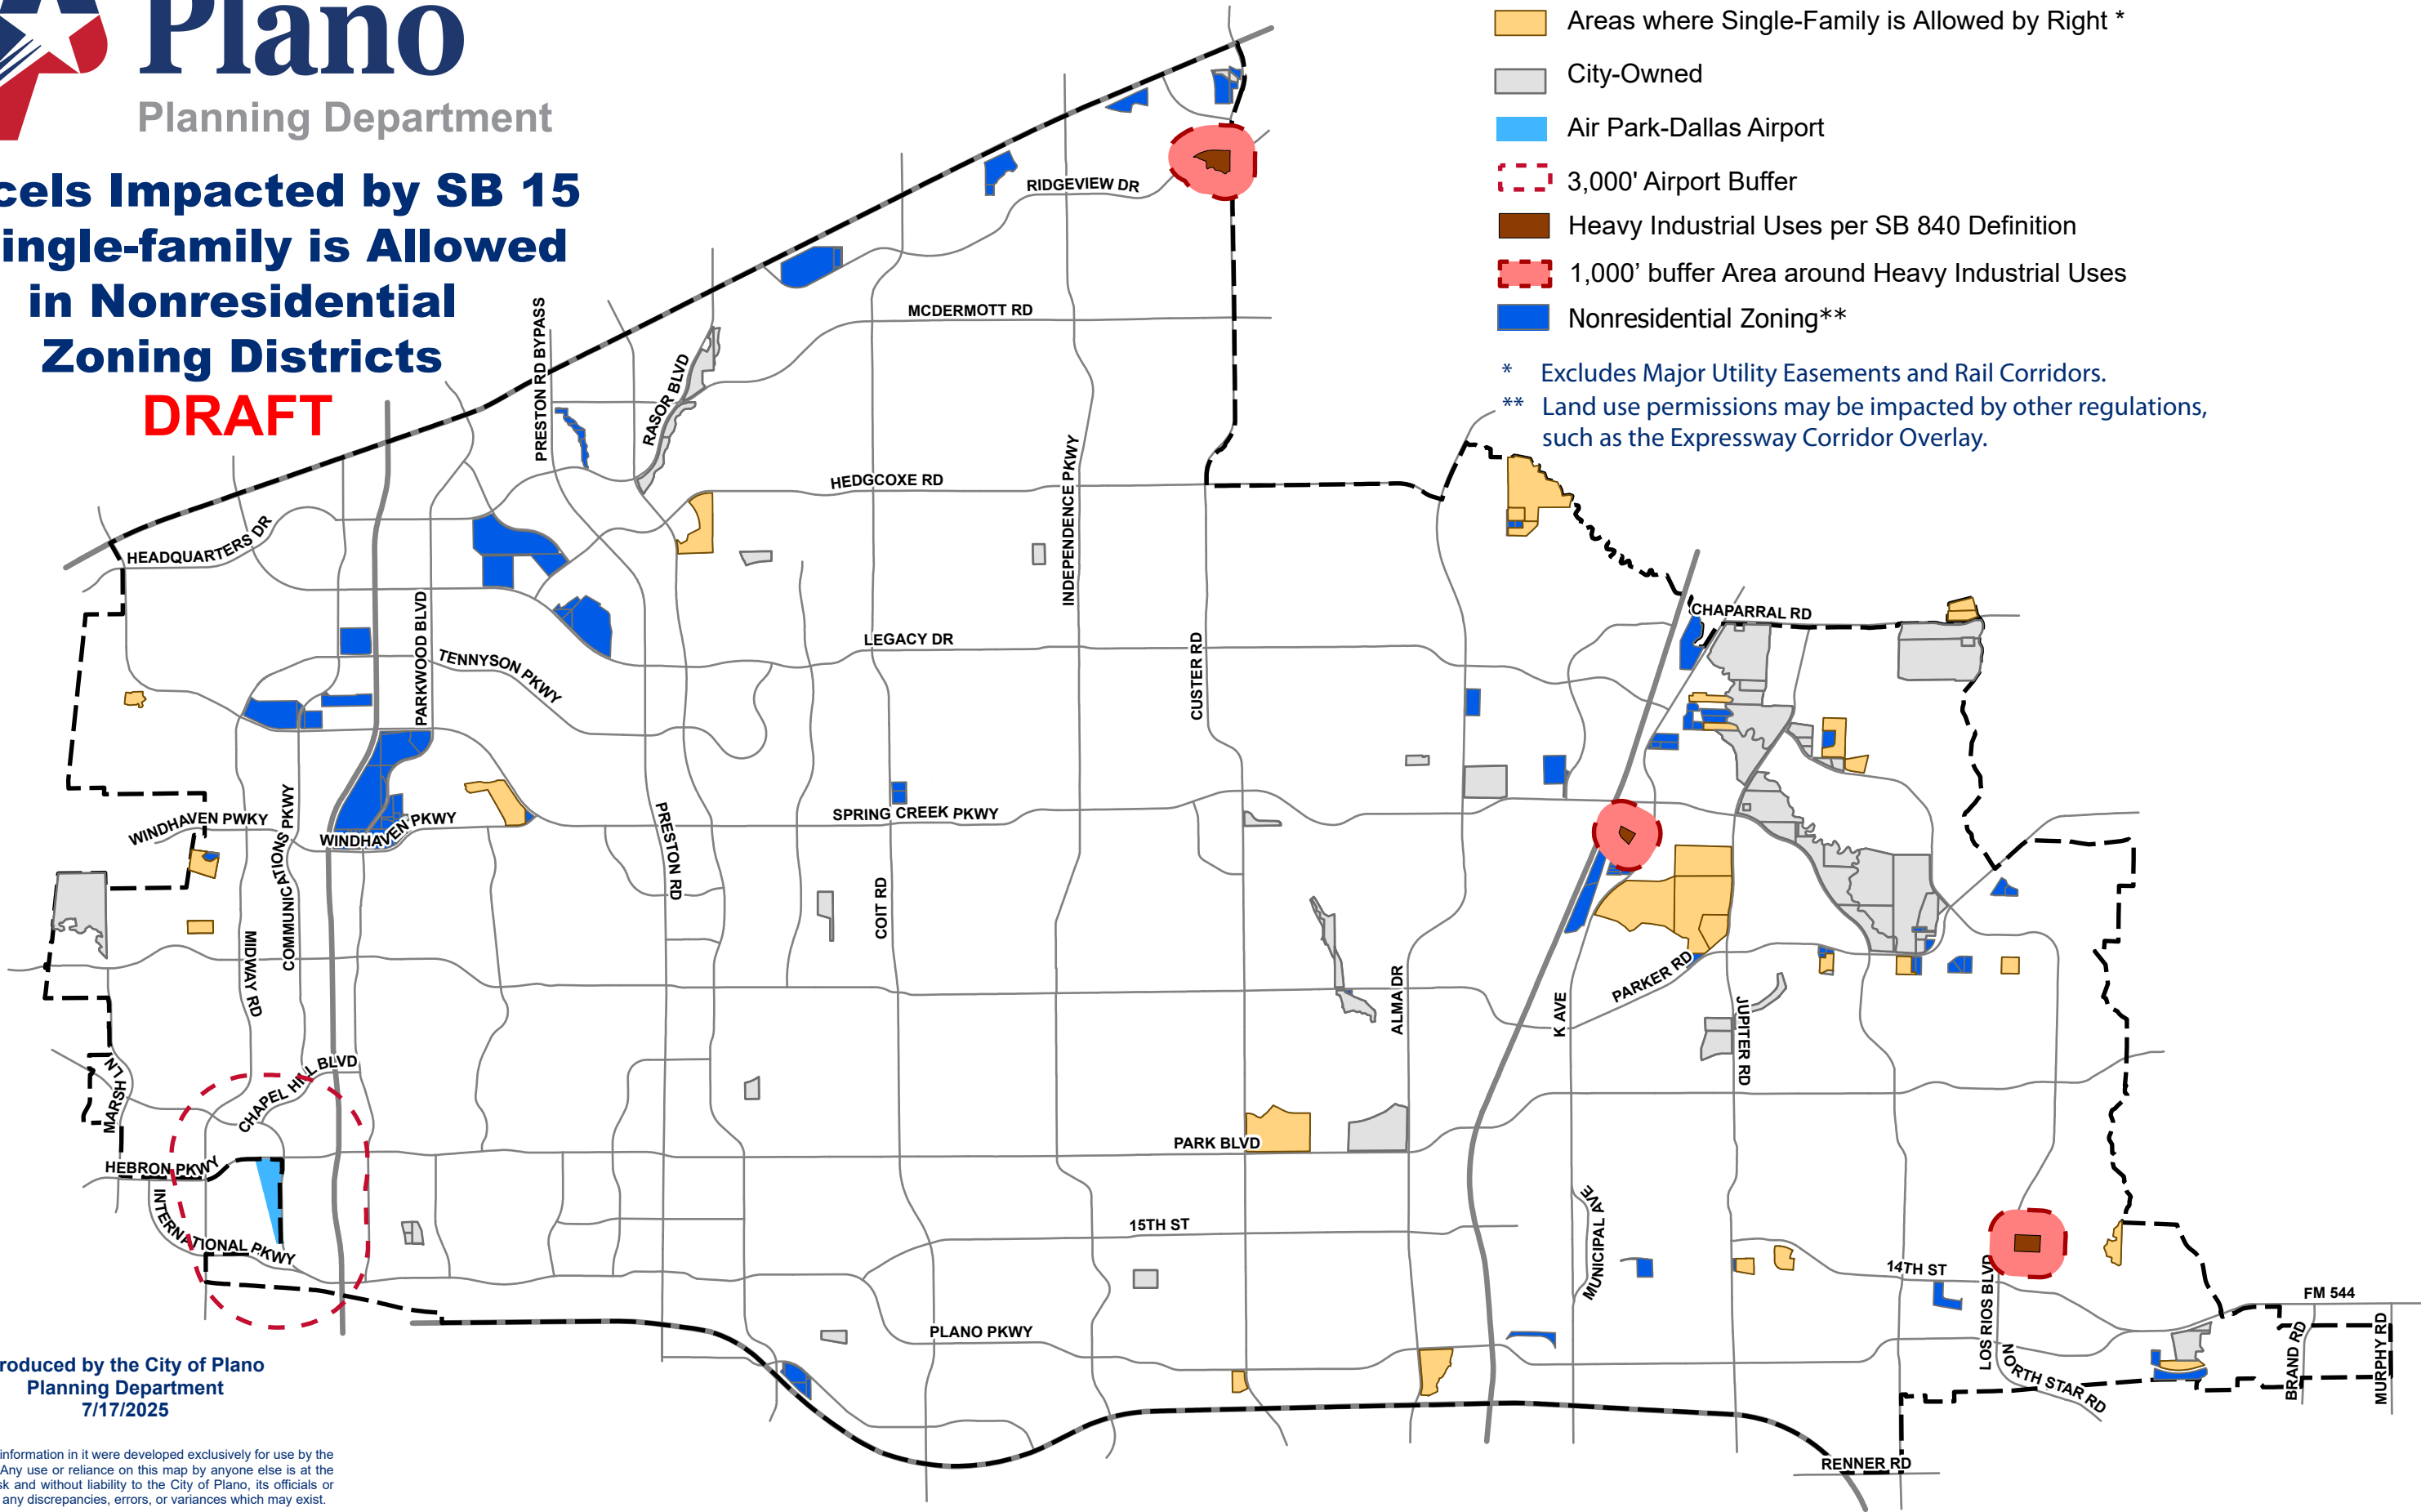 Plano
Planning Department
cels Impacted by SB 15
ingle-family is Allowed
in Nonresidential
Zoning Districts
DRAFT
Areas where Single-Family is Allowed by Right *
City-Owned
Air Park-Dallas Airport
3,000' Airport Buffer
Heavy Industrial Uses per SB 840 Definition
1,000’ buffer Area around Heavy Industrial Uses
Nonresidential Zoning**
* Excludes Major Utility Easements and Rail Corridors.
** Land use permissions may be impacted by other regulations,
such as the Expressway Corridor Overlay.
RIDGEVIEW DR
MCDERMOTT RD
PRESTON RD BYPASS
RASOR BLVD
HEDGCOXE RD
INDEPENDENCE PKWY
HEADQUARTERS DR
CHAPARRAL RD
PARKWOOD BLVD
LEGACY DR
TENNYSON PKWY
CUSTER RD
WINDHAVEN PWKY
COMMUNICATIONS PKWY
WINDHAVEN PKWY
SPRING CREEK PKWY
PRESTON RD
COIT RD
MIDWAY RD
ALMA DR
K AVE
PARKER RD
JUPITER RD
MARSH LN
CHAPEL HILL BLVD
PARK BLVD
HEBRON PKWY
INTERNATIONAL PKWY
15TH ST
MUNICIPAL AVE
14TH ST
LOS RIOS BLVD
FM 544
PLANO PKWY
NORTH STAR RD
BRAND RD
MURPHY RD
RENNER RD
roduced by the City of Plano
Planning Department
7/17/2025
information in it were developed exclusively for use by the
Any use or reliance on this map by anyone else is at the
sk and without liability to the City of Plano, its officials or
any discrepancies, errors, or variances which may exist.